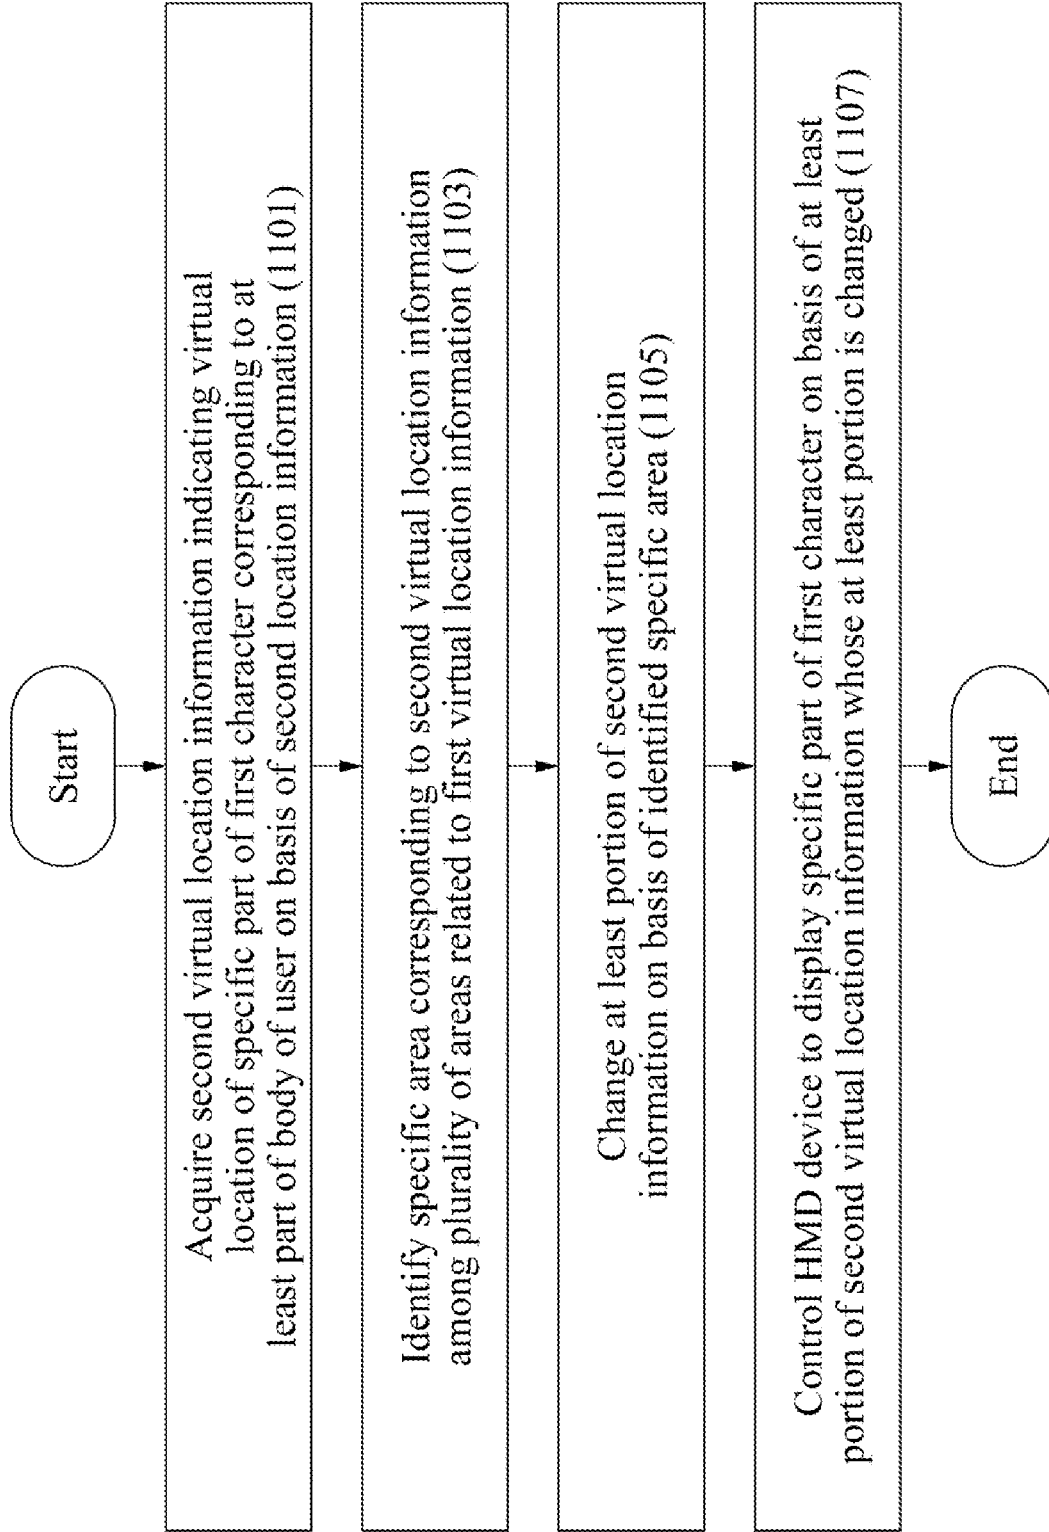 Start
Acquire second virtual location information indicating virtual
location of specific part of first character corresponding to at
least part of body of user on basis of second location information (1101)
Identify specific area corresponding to second virtual location information
among plurality of areas related to first virtual location information (1103)
Change at least portion of second virtual location
information on basis of identified specific area (1105)
Control HMD device to display specific part of first character on basis of at least
portion of second virtual location information whose at least portion is changed (1107)
End